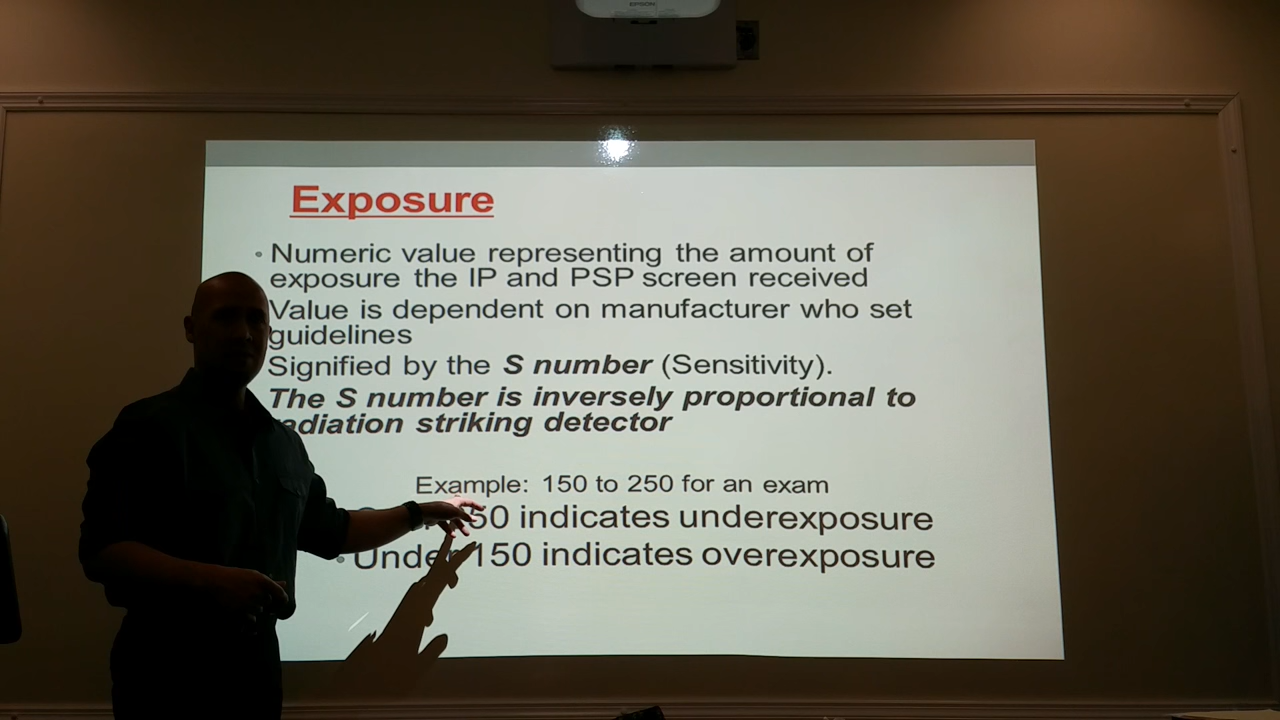 EPSON
Exposure
• Numeric value representing the amount of
exposure the IP and PSP screen received
Value is dependent on manufacturer who set
guidelines
Signified by the S number (Sensitivity).
The S number is inversely proportional to
radiation striking detector
Example: 150 to 250 for an exam
50 indicates underexposure
• Under 150 indicates overexposure